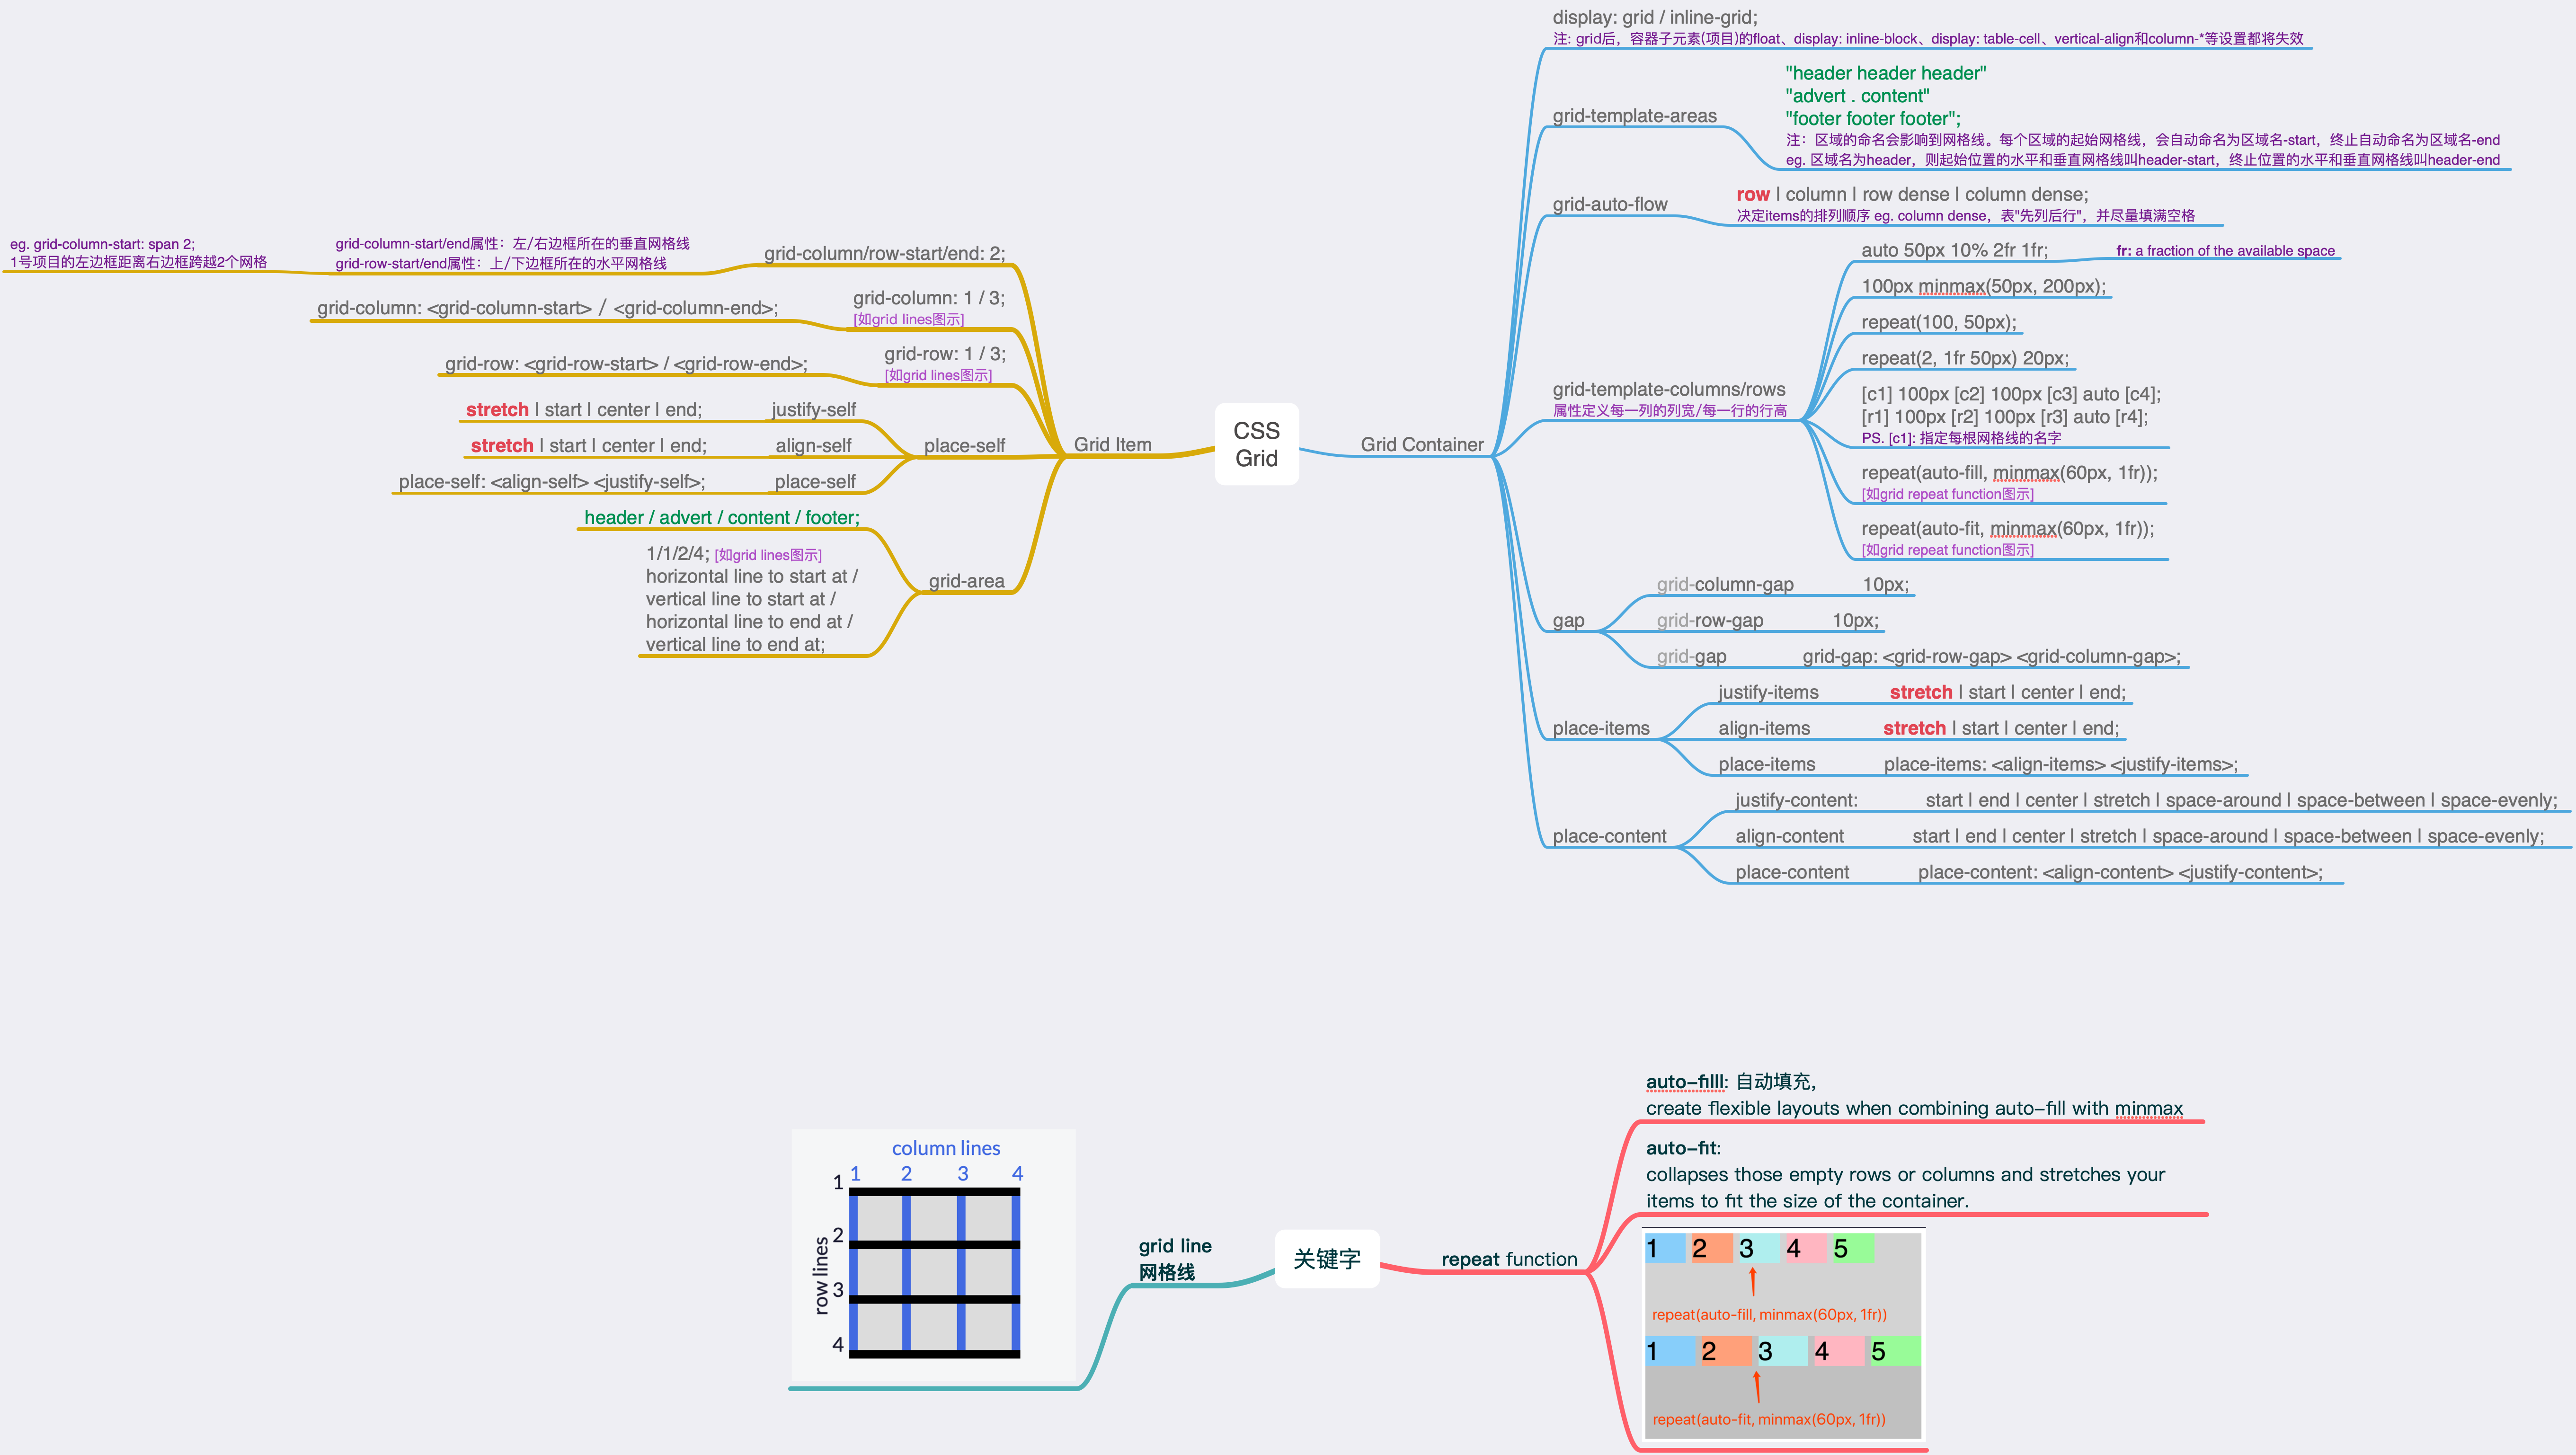 CSS
Grid
Grid Container
display: grid / inline-grid;
注: grid后，容器子元素(项目)的float、display: inline-block、display: table-cell、vertical-align和column-*等设置都将失效
grid-template-areas
"header header header"
"advert . content"
"footer footer footer";
注：区域的命名会影响到网格线。每个区域的起始网格线，会自动命名为区域名-start，终止自动命名为区域名-end
eg. 区域名为header，则起始位置的水平和垂直网格线叫header-start，终止位置的水平和垂直网格线叫header-end
grid-auto-flow
row | column | row dense | column dense;
决定items的排列顺序 eg. column dense，表"先列后行"，并尽量填满空格
grid-template-columns/rows
属性定义每一列的列宽/每一行的行高
auto 50px 10% 2fr 1fr;
fr: a fraction of the available space
100px minmax(50px, 200px);
repeat(100, 50px);
repeat(2, 1fr 50px) 20px;
[c1] 100px [c2] 100px [c3] auto [c4];
[r1] 100px [r2] 100px [r3] auto [r4];
PS. [c1]: 指定每根网格线的名字
repeat(auto-fill, minmax(60px, 1fr));
[如grid repeat function图示]
repeat(auto-fit, minmax(60px, 1fr));
[如grid repeat function图示]
gap
grid-column-gap 10px;
grid-row-gap 10px;
grid-gap grid-gap: <grid-row-gap> <grid-column-gap>;
place-items
justify-items stretch | start | center | end;
align-items stretch | start | center | end;
place-items place-items: <align-items> <justify-items>;
place-content
justify-content: start | end | center | stretch | space-around | space-between | space-evenly;
align-content start | end | center | stretch | space-around | space-between | space-evenly;
place-content place-content: <align-content> <justify-content>;
Grid Item
grid-column/row-start/end: 2;
grid-column-start/end属性：左/右边框所在的垂直网格线
grid-row-start/end属性：上/下边框所在的水平网格线
eg. grid-column-start: span 2;
1号项目的左边框距离右边框跨越2个网格
grid-column: 1 / 3;
[如grid lines图示]
grid-column: <grid-column-start> / <grid-column-end>;
grid-row: 1 / 3;
[如grid lines图示]
grid-row: <grid-row-start> / <grid-row-end>;
place-self
justify-self
stretch | start | center | end;
align-self
stretch | start | center | end;
place-self
place-self: <align-self> <justify-self>;
grid-area
header / advert / content / footer;
1/1/2/4; [如grid lines图示]
horizontal line to start at /
vertical line to start at /
horizontal line to end at /
vertical line to end at;
关键字
grid line
网格线
column lines
1 2 3 4
row lines
1
2
3
4
repeat function
auto-filll: 自动填充,
create flexible layouts when combining auto-fill with minmax
auto-fit:
collapses those empty rows or columns and stretches your
items to fit the size of the container.
1 2 3 4 5
repeat(auto-fill, minmax(60px, 1fr))
1 2 3 4 5
repeat(auto-fit, minmax(60px, 1fr))